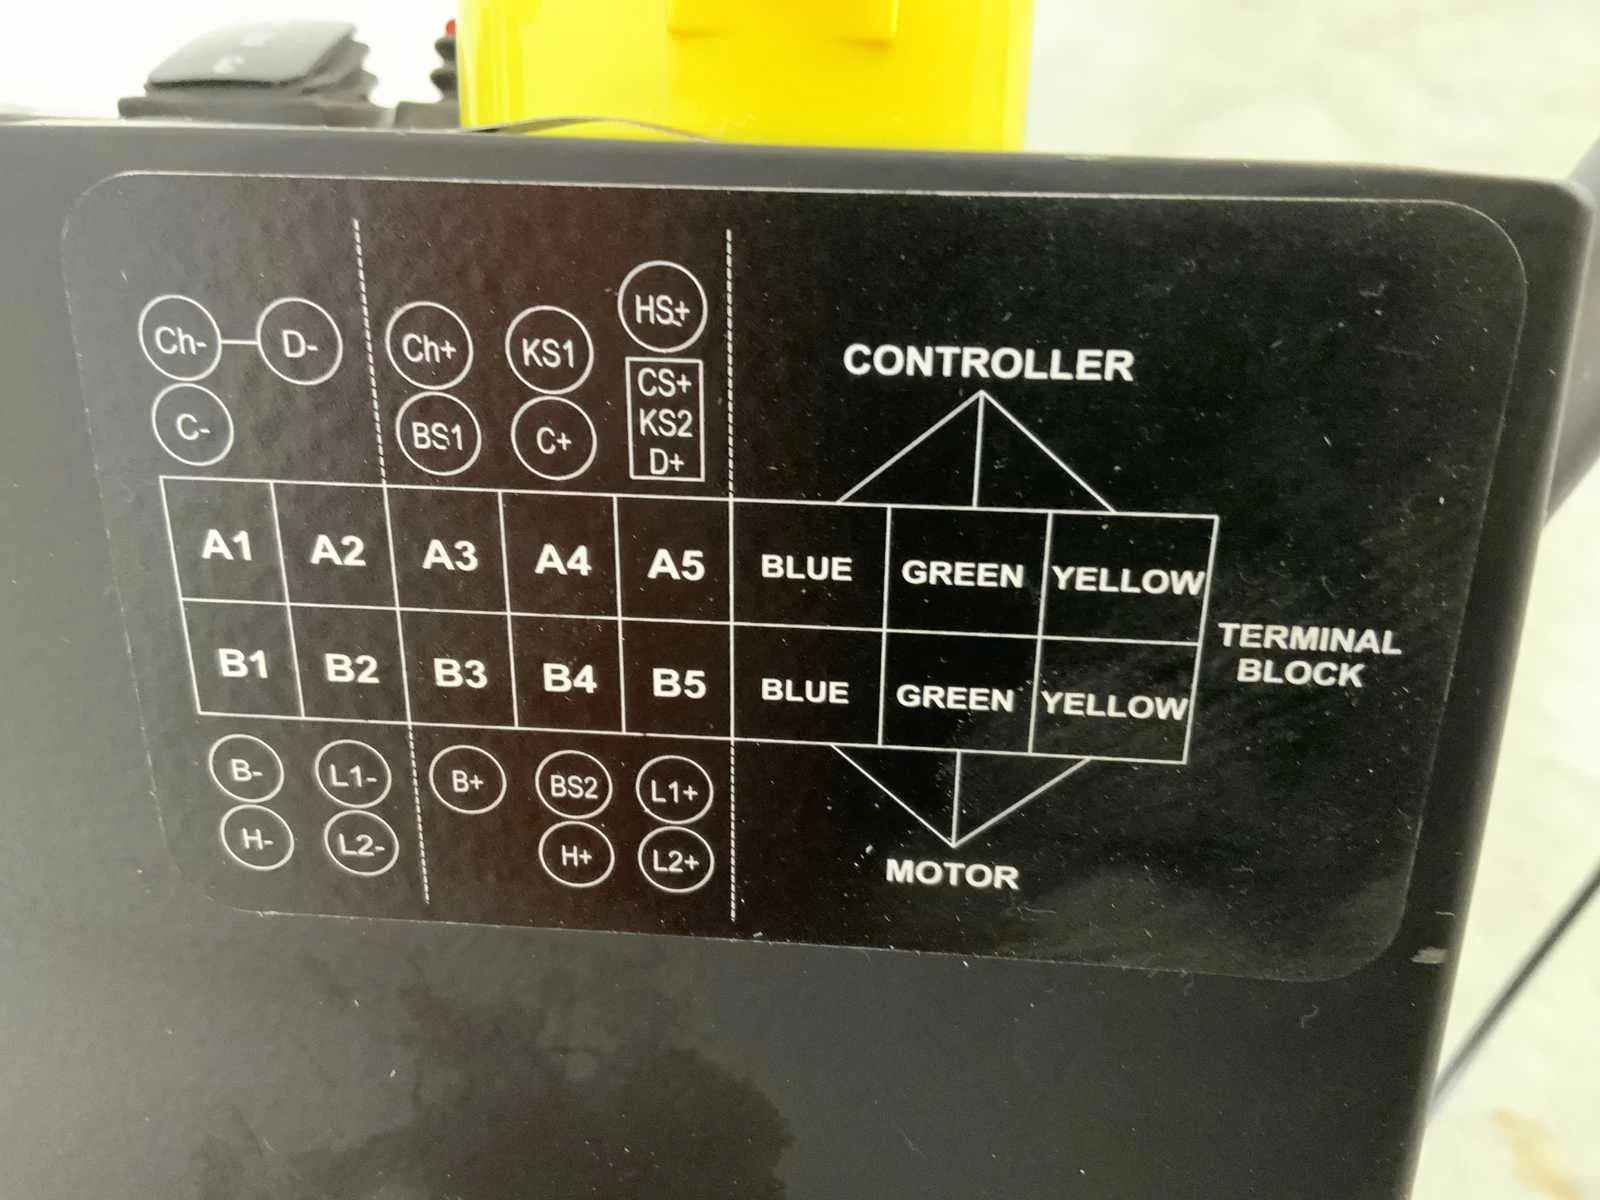 HS+
Ch- D- Ch+ KS1
CS+
C- BS1 C+ KS2
D+
CONTROLLER
A1 A2 A3 A4 A5 BLUE GREEN YELLOW
B1 B2 B3 B4 B5 BLUE GREEN YELLOW
TERMINAL
BLOCK
B- L1- B+ BS2 L1+
H- L2- H+ L2+
MOTOR